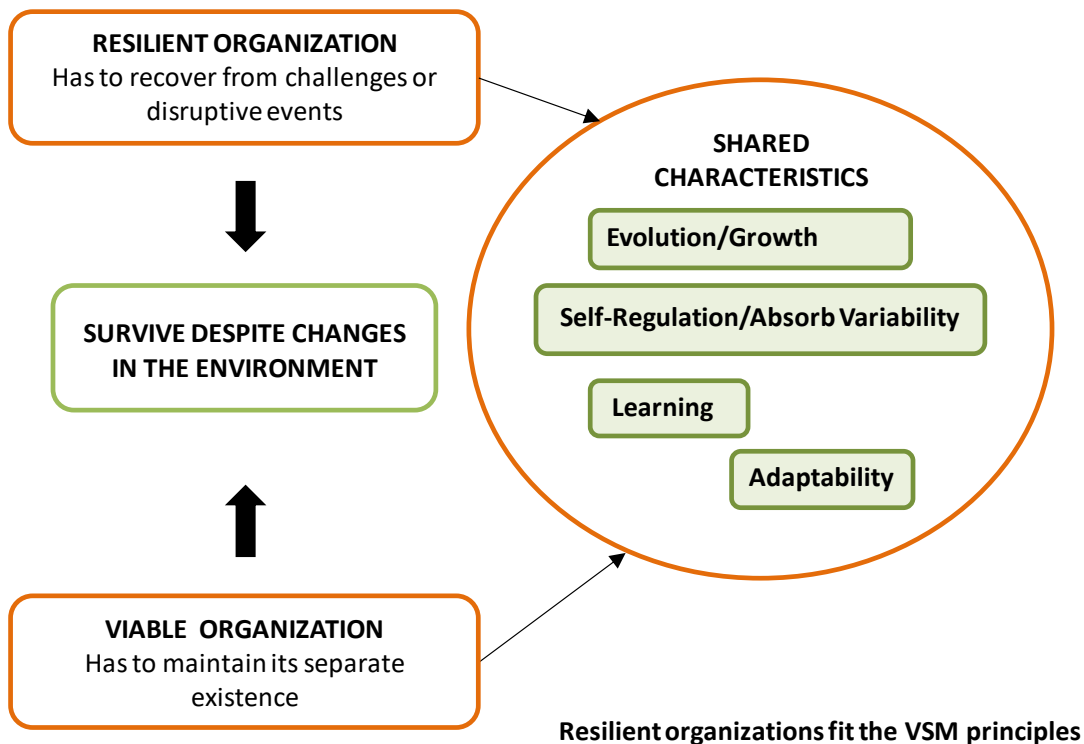 RESILIENT ORGANIZATION
Has to recover from challenges or
disruptive events
SHARED
CHARACTERISTICS
Evolution/Growth
Self-Regulation/Absorb Variability
Learning
Adaptability
SURVIVE DESPITE CHANGES
IN THE ENVIRONMENT
VIABLE ORGANIZATION
Has to maintain its separate
existence
Resilient organizations fit the VSM principles